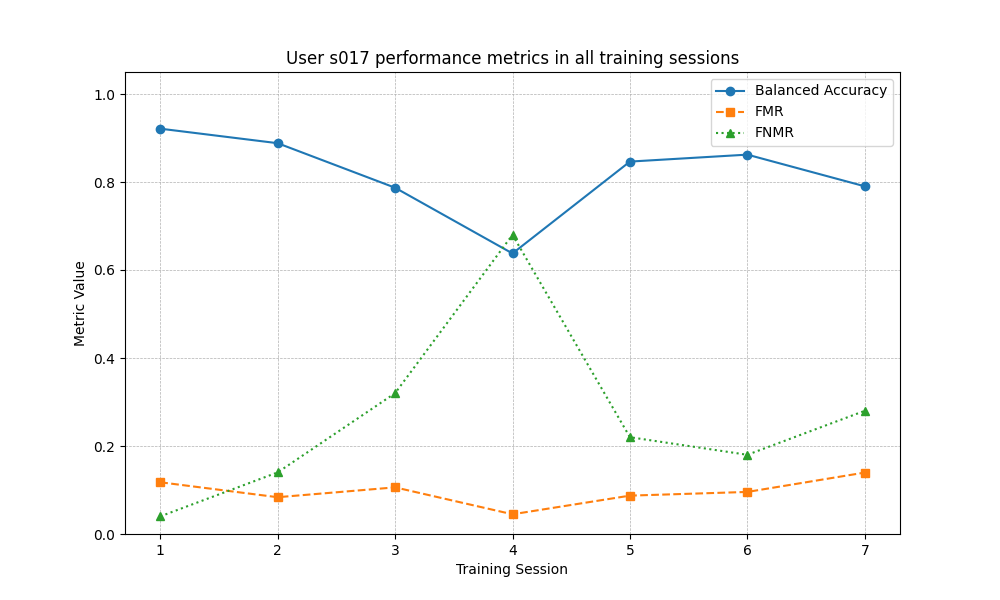 User s017 performance metrics in all training sessions
Balanced Accuracy
FMR
FNMR
Metric Value
1.0
0.8
0.6
0.4
0.2
0.0
1 2 3 4 5 6 7
Training Session